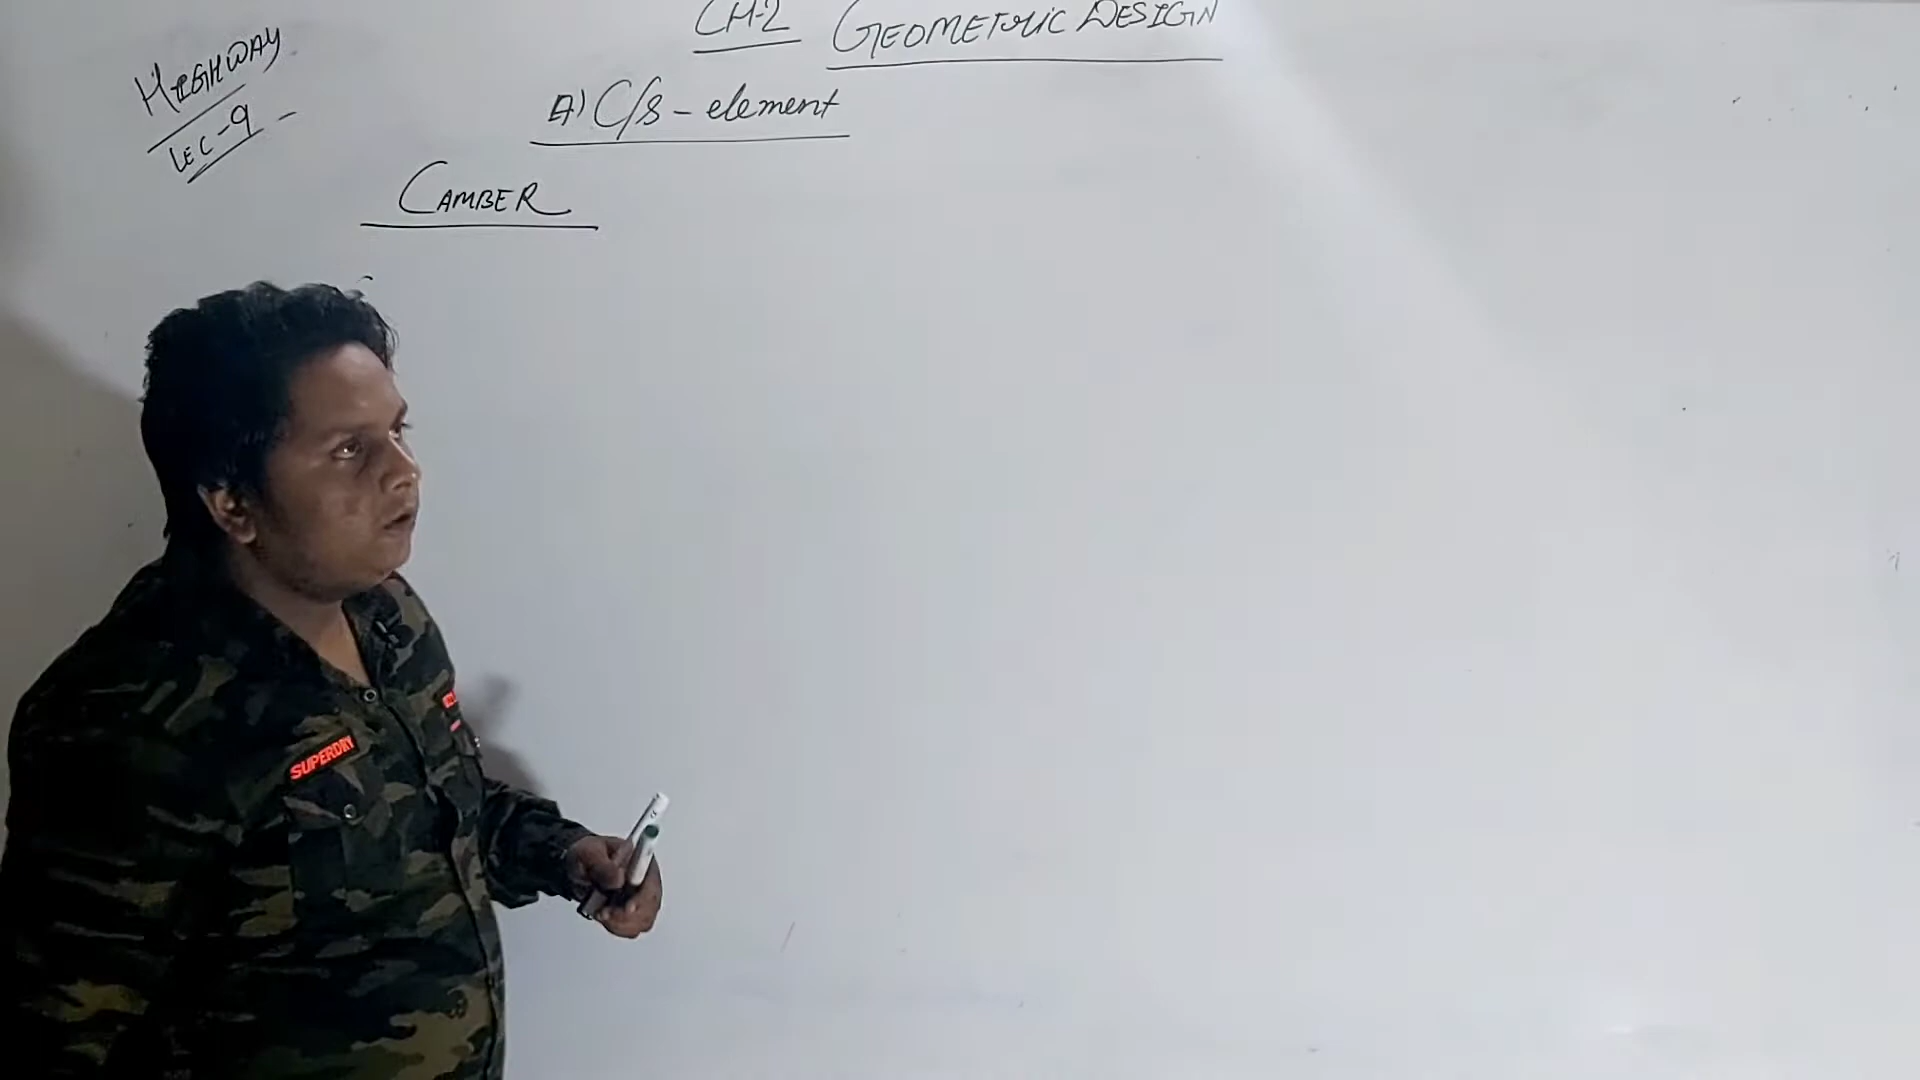 CH-2 GEOMETRIC DESIGN
HIGHWAY
LEC-9
A) C/S - element
CAMBER
SUPERDRY